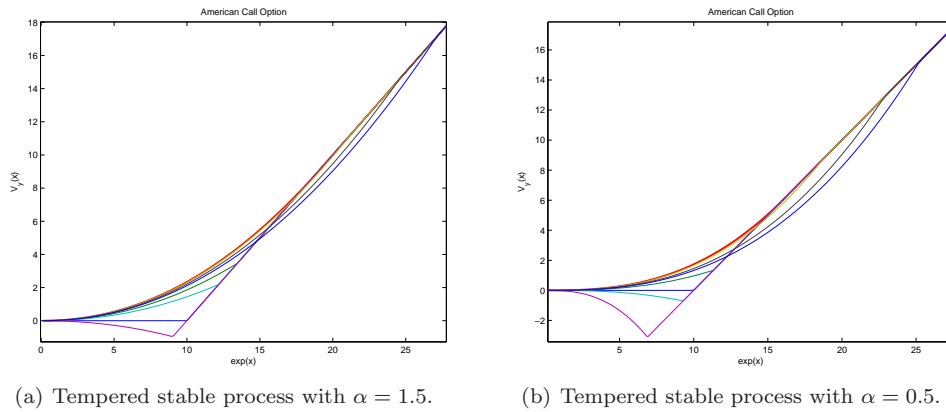 American Call Option
18
16
14
12
10
8
6
4
2
0
V_y(x)
0 5 10 15 20 25
exp(x)
(a) Tempered stable process with α = 1.5.
American Call Option
16
14
12
10
8
6
4
2
0
−2
V_y(x)
5 10 15 20 25
exp(x)
(b) Tempered stable process with α = 0.5.